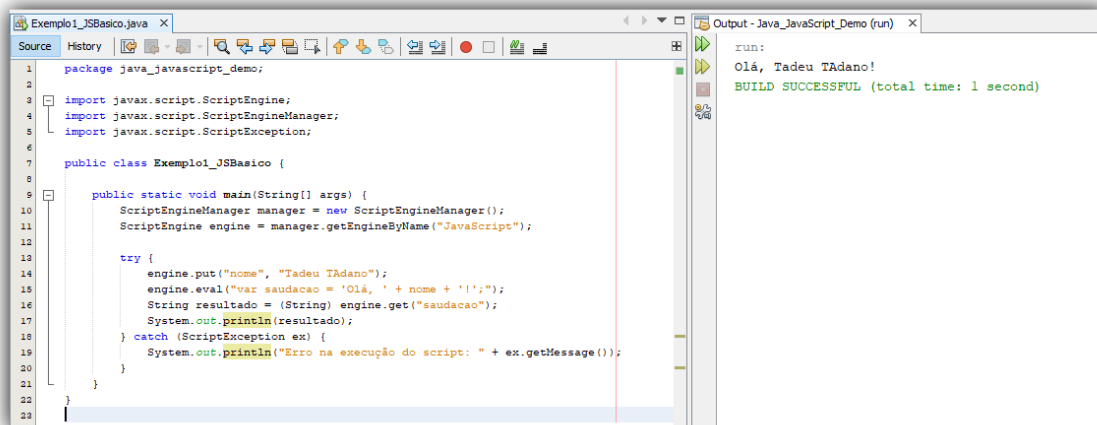 Exemplo1_JSBasico.java
Source History
1 package java_javascript_demo;
2
3 import javax.script.ScriptEngine;
4 import javax.script.ScriptEngineManager;
5 import javax.script.ScriptException;
6
7 public class Exemplo1_JSBasico {
8
9 public static void main(String[] args) {
10 ScriptEngineManager manager = new ScriptEngineManager();
11 ScriptEngine engine = manager.getEngineByName("JavaScript");
12
13 try {
14 engine.put("nome", "Tadeu TAdano");
15 engine.eval("var saudacao = 'Olá, ' + nome + '!';");
16 String resultado = (String) engine.get("saudacao");
17 System.out.println(resultado);
18 } catch (ScriptException ex) {
19 System.out.println("Erro na execução do script: " + ex.getMessage());
20 }
21 }
22 }
23
Output - Java_JavaScript_Demo (run)
run:
Olá, Tadeu TAdano!
BUILD SUCCESSFUL (total time: 1 second)